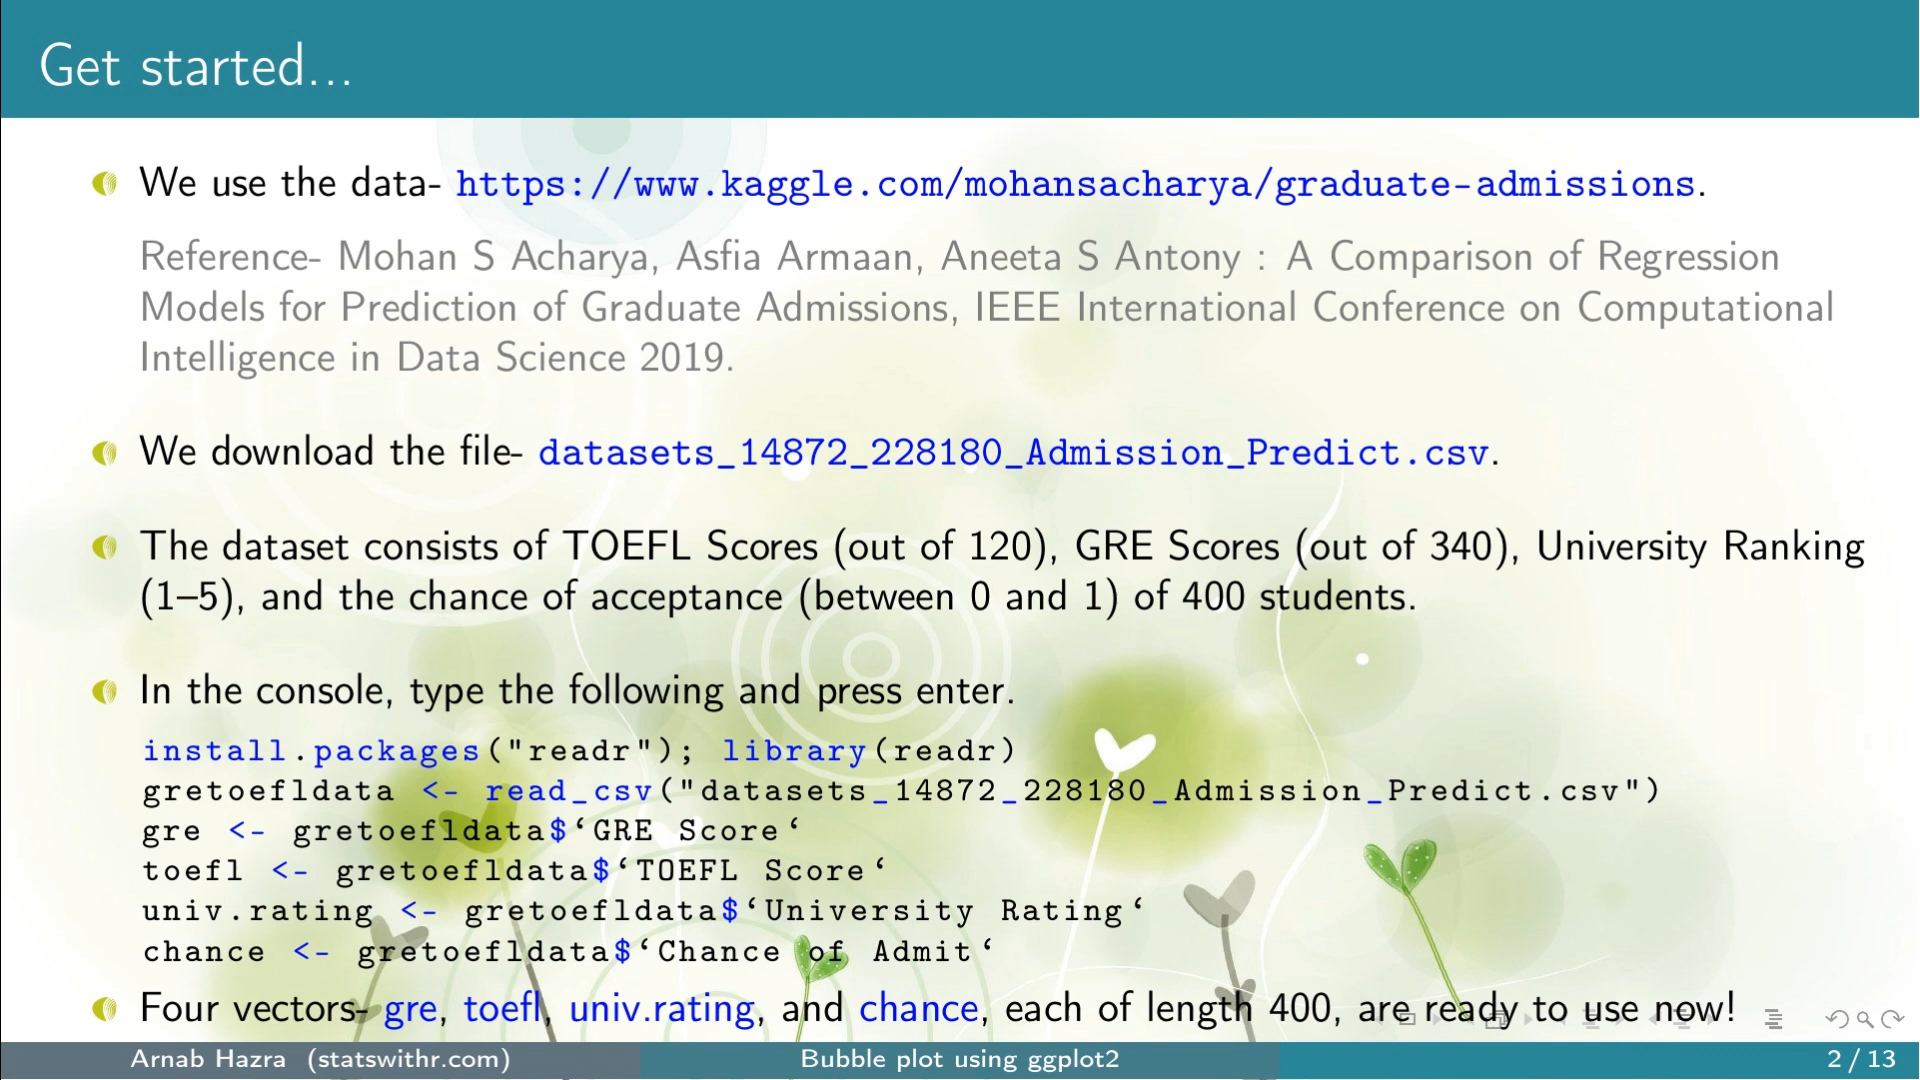 Get started...
We use the data- https://www.kaggle.com/mohansacharya/graduate-admissions.
Reference- Mohan S Acharya, Asfia Armaan, Aneeta S Antony : A Comparison of Regression
Models for Prediction of Graduate Admissions, IEEE International Conference on Computational
Intelligence in Data Science 2019.
We download the file- datasets_14872_228180_Admission_Predict.csv.
The dataset consists of TOEFL Scores (out of 120), GRE Scores (out of 340), University Ranking
(1–5), and the chance of acceptance (between 0 and 1) of 400 students.
In the console, type the following and press enter.
install.packages("readr"); library(readr)
gretoefldata <- read_csv("datasets_14872_228180_Admission_Predict.csv")
gre <- gretoefldata$‘GRE Score‘
toefl <- gretoefldata$‘TOEFL Score‘
univ.rating <- gretoefldata$‘University Rating‘
chance <- gretoefldata$‘Chance of Admit‘
Four vectors- gre, toefl, univ.rating, and chance, each of length 400, are ready to use now!
Arnab Hazra (statswithr.com) Bubble plot using ggplot2 2 / 13